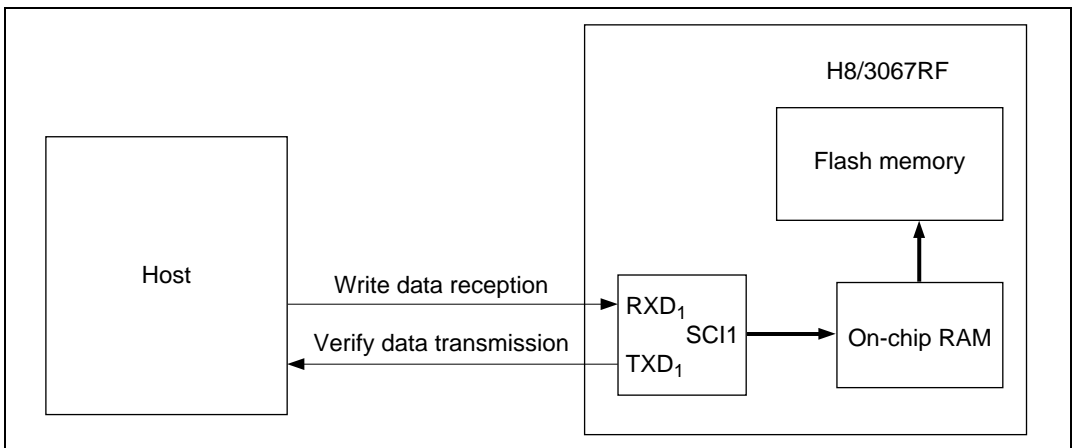 H8/3067RF
Flash memory
Host
Write data reception
RXD₁
SCI1
On-chip RAM
Verify data transmission
TXD₁